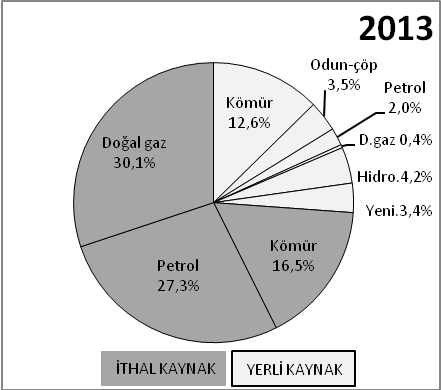 2013
Odun-çöp
3,5%
Kömür
12,6%
Petrol
2,0%
D.gaz 0,4%
Doğal gaz
30,1%
Hidro.4,2%
Yeni.3,4%
Kömür
16,5%
Petrol
27,3%
İTHAL KAYNAK
YERLİ KAYNAK